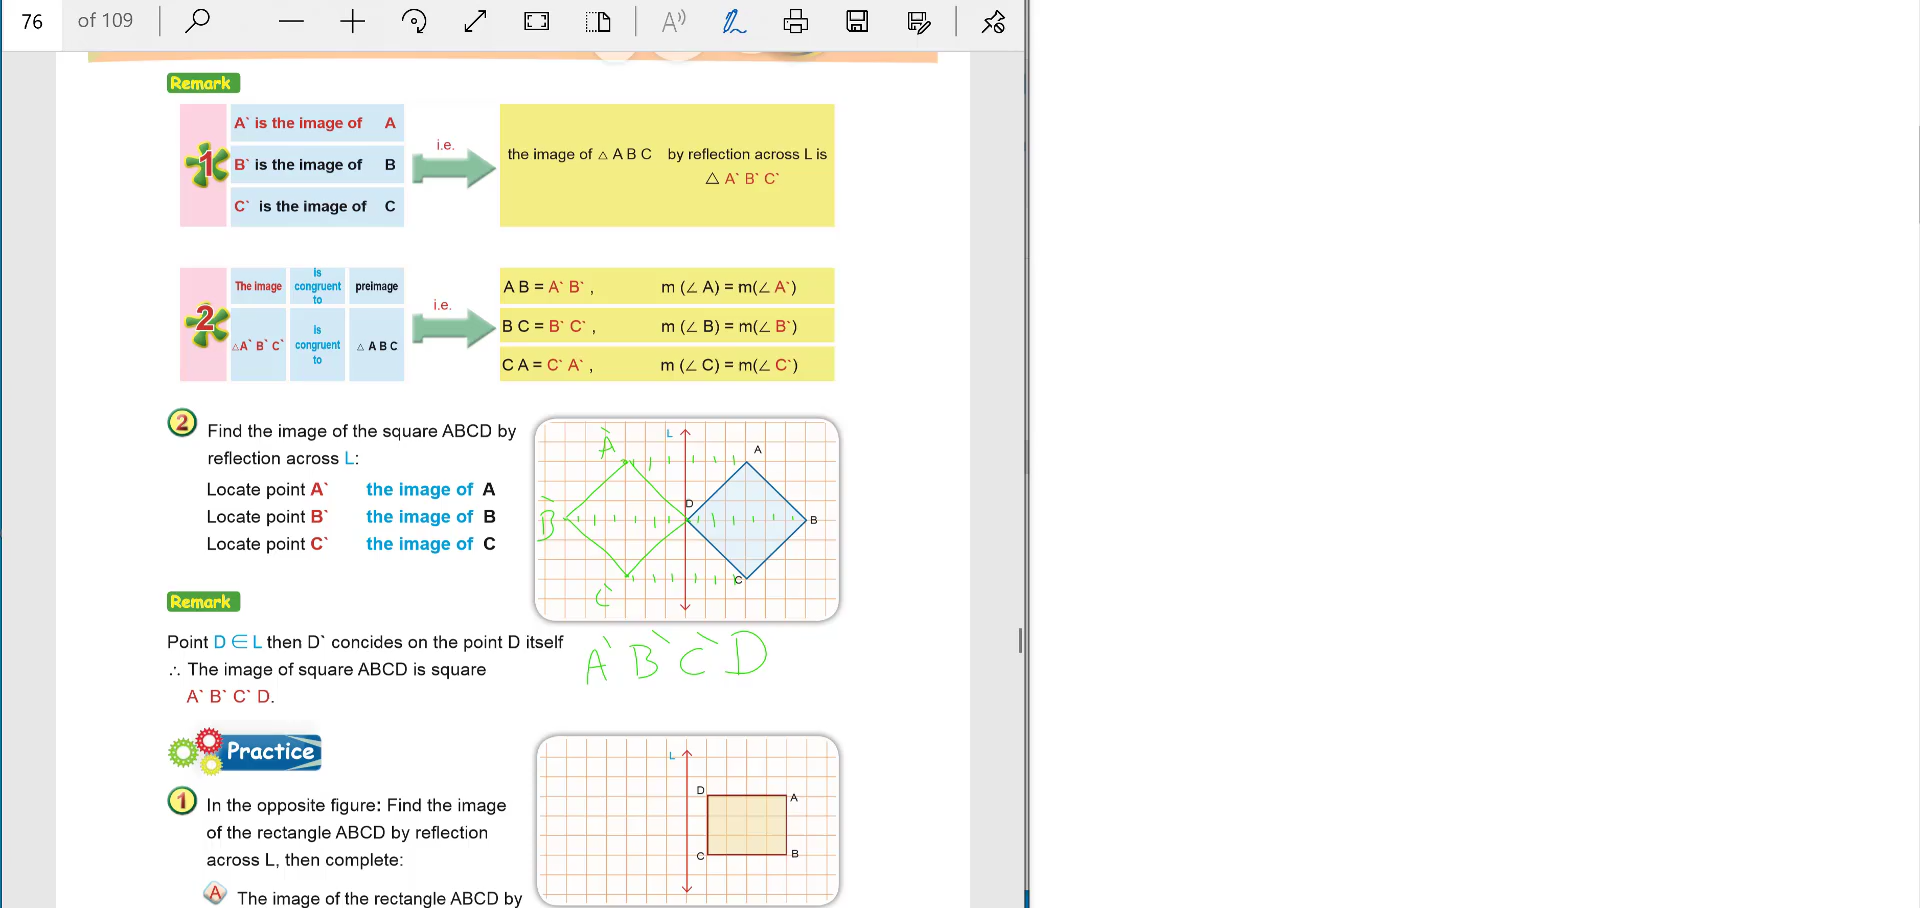 76 of 109
Remark
1
A` is the image of A
B` is the image of B
C` is the image of C
i.e.
the image of △ A B C by reflection across L is
△ A` B` C`
2
The image is congruent to preimage
△A` B` C` is congruent to △ A B C
i.e.
A B = A` B` , m (∠ A) = m(∠ A`)
B C = B` C` , m (∠ B) = m(∠ B`)
C A = C` A` , m (∠ C) = m(∠ C`)
2 Find the image of the square ABCD by
reflection across L:
Locate point A` the image of A
Locate point B` the image of B
Locate point C` the image of C
L
A` A
D
B` B
C` C
Remark
Point D ∈ L then D` concides on the point D itself
∴ The image of square ABCD is square
A` B` C` D.
A` B` C` D
Practice
1 In the opposite figure: Find the image
of the rectangle ABCD by reflection
across L, then complete:
A The image of the rectangle ABCD by
L
D A
C B